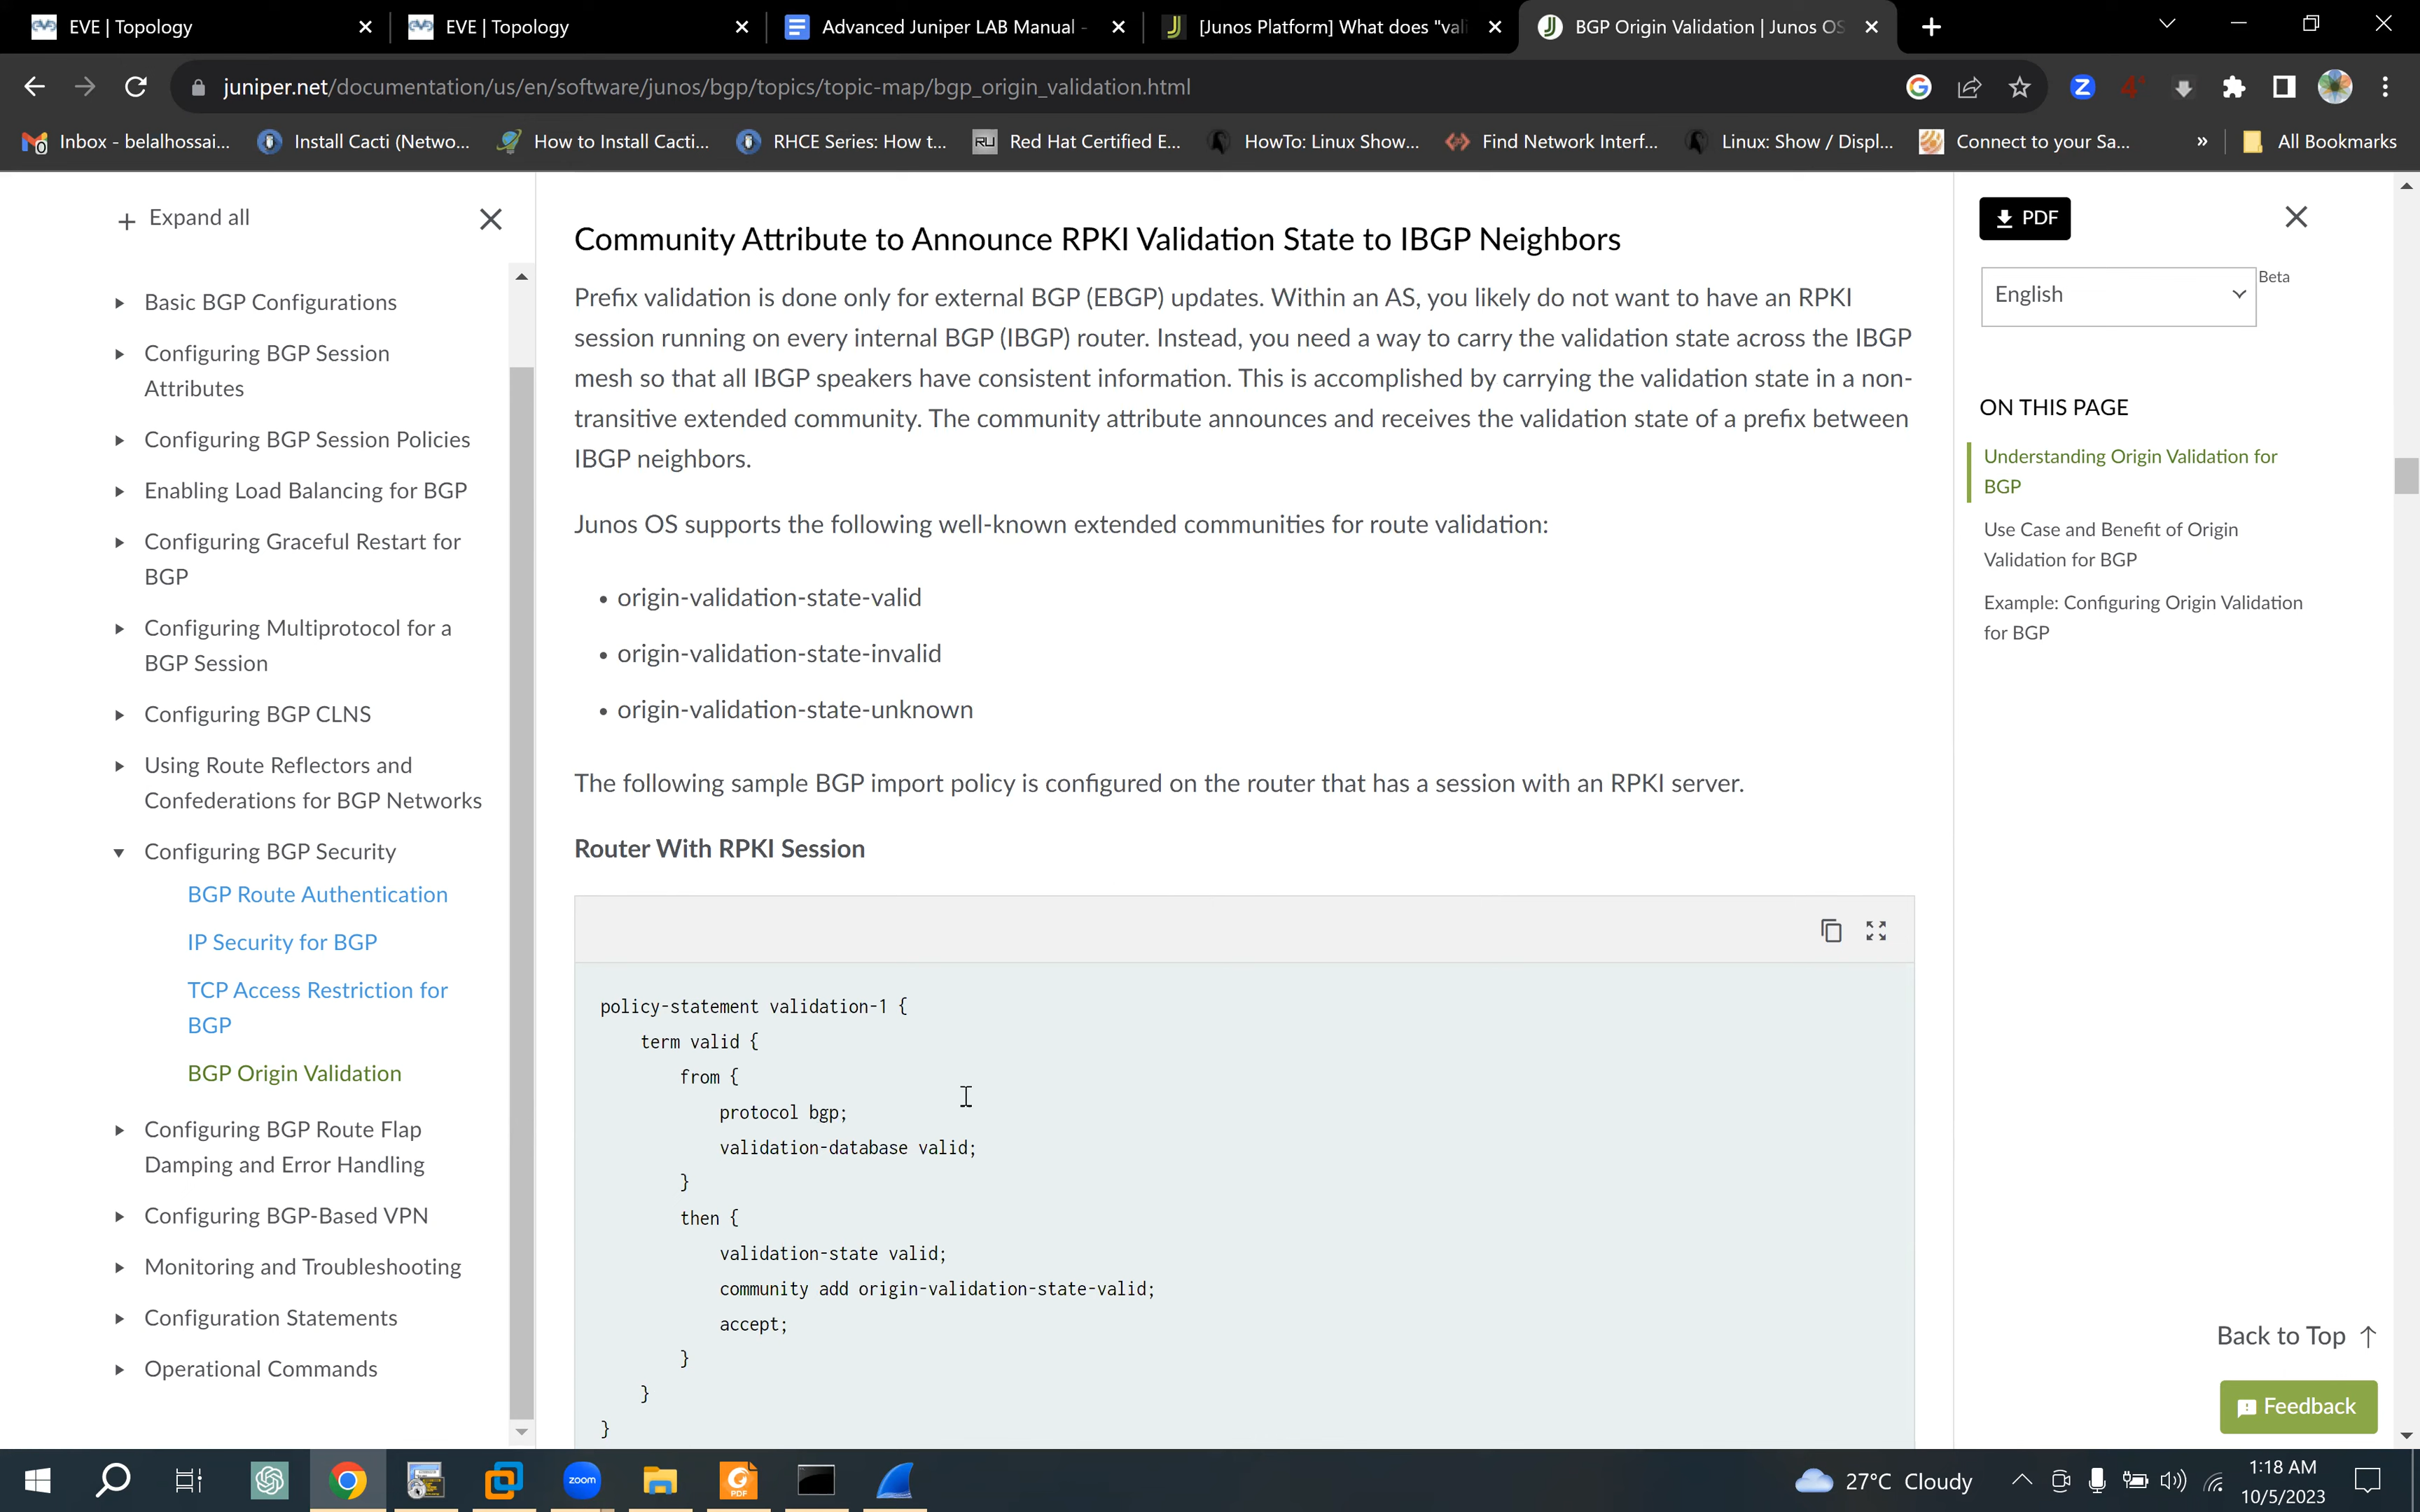 EVE | Topology
EVE | Topology
Advanced Juniper LAB Manual -
[Junos Platform] What does "vali
BGP Origin Validation | Junos OS
juniper.net/documentation/us/en/software/junos/bgp/topics/topic-map/bgp_origin_validation.html
Inbox - belalhossai...
Install Cacti (Netwo...
How to Install Cacti...
RHCE Series: How t...
RU
Red Hat Certified E...
HowTo: Linux Show...
Find Network Interf...
Linux: Show / Displ...
Connect to your Sa...
»
All Bookmarks
Expand all
Basic BGP Configurations
Configuring BGP Session
Attributes
Configuring BGP Session Policies
Enabling Load Balancing for BGP
Configuring Graceful Restart for
BGP
Configuring Multiprotocol for a
BGP Session
Configuring BGP CLNS
Using Route Reflectors and
Confederations for BGP Networks
Configuring BGP Security
BGP Route Authentication
IP Security for BGP
TCP Access Restriction for
BGP
BGP Origin Validation
Configuring BGP Route Flap
Damping and Error Handling
Configuring BGP-Based VPN
Monitoring and Troubleshooting
Configuration Statements
Operational Commands
Community Attribute to Announce RPKI Validation State to IBGP Neighbors
Prefix validation is done only for external BGP (EBGP) updates. Within an AS, you likely do not want to have an RPKI
session running on every internal BGP (IBGP) router. Instead, you need a way to carry the validation state across the IBGP
mesh so that all IBGP speakers have consistent information. This is accomplished by carrying the validation state in a non-
transitive extended community. The community attribute announces and receives the validation state of a prefix between
IBGP neighbors.
Junos OS supports the following well-known extended communities for route validation:
• origin-validation-state-valid
• origin-validation-state-invalid
• origin-validation-state-unknown
The following sample BGP import policy is configured on the router that has a session with an RPKI server.
Router With RPKI Session
policy-statement validation-1 {
term valid {
from {
protocol bgp;
validation-database valid;
}
then {
validation-state valid;
community add origin-validation-state-valid;
accept;
}
}
}
PDF
English
Beta
ON THIS PAGE
Understanding Origin Validation for
BGP
Use Case and Benefit of Origin
Validation for BGP
Example: Configuring Origin Validation
for BGP
Back to Top ↑
Feedback
zoom
PDF
27°C Cloudy
1:18 AM
10/5/2023